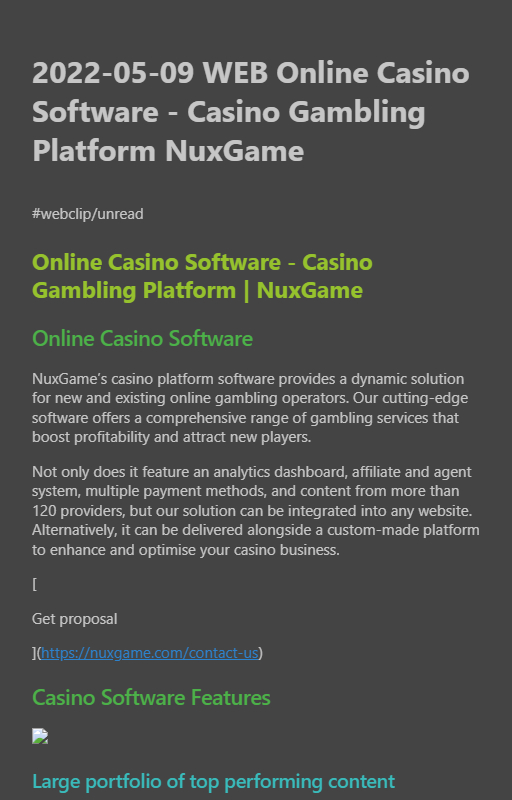 2022-05-09 WEB Online Casino
Software - Casino Gambling
Platform NuxGame
#webclip/unread
Online Casino Software - Casino
Gambling Platform | NuxGame
Online Casino Software
NuxGame’s casino platform software provides a dynamic solution
for new and existing online gambling operators. Our cutting-edge
software offers a comprehensive range of gambling services that
boost profitability and attract new players.
Not only does it feature an analytics dashboard, affiliate and agent
system, multiple payment methods, and content from more than
120 providers, but our solution can be integrated into any website.
Alternatively, it can be delivered alongside a custom-made platform
to enhance and optimise your casino business.
[
Get proposal
](https://nuxgame.com/contact-us)
Casino Software Features
Large portfolio of top performing content